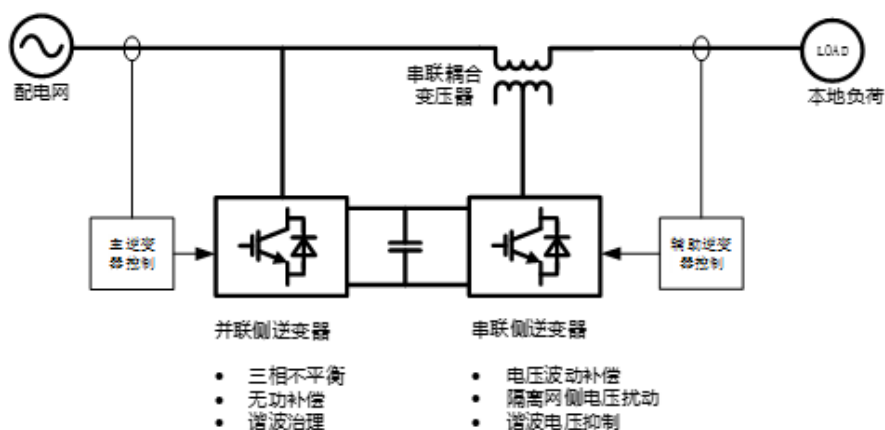 LOAD
串联耦合
变压器
配电网
本地负荷
主逆变
器控制
辅助逆变
器控制
并联侧逆变器
串联侧逆变器
• 三相不平衡
• 无功补偿
• 谐波治理
• 电压波动补偿
• 隔离网侧电压扰动
• 谐波电压抑制